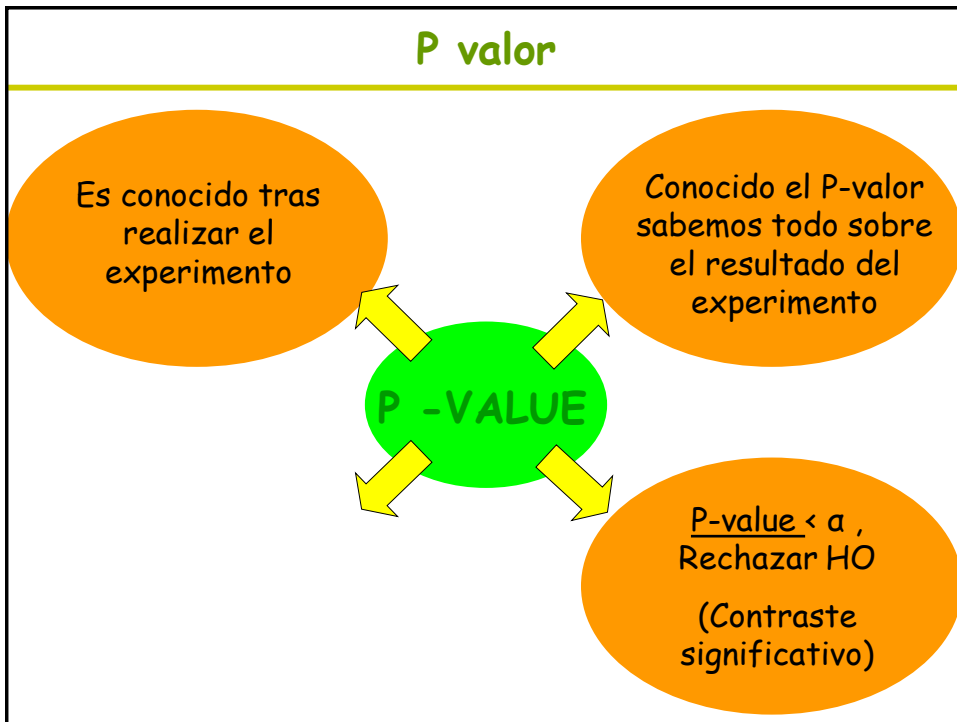 P valor
Es conocido tras
realizar el
experimento
Conocido el P-valor
sabemos todo sobre
el resultado del
experimento
P -VALUE
P-value < α ,
Rechazar HO
(Contraste
significativo)